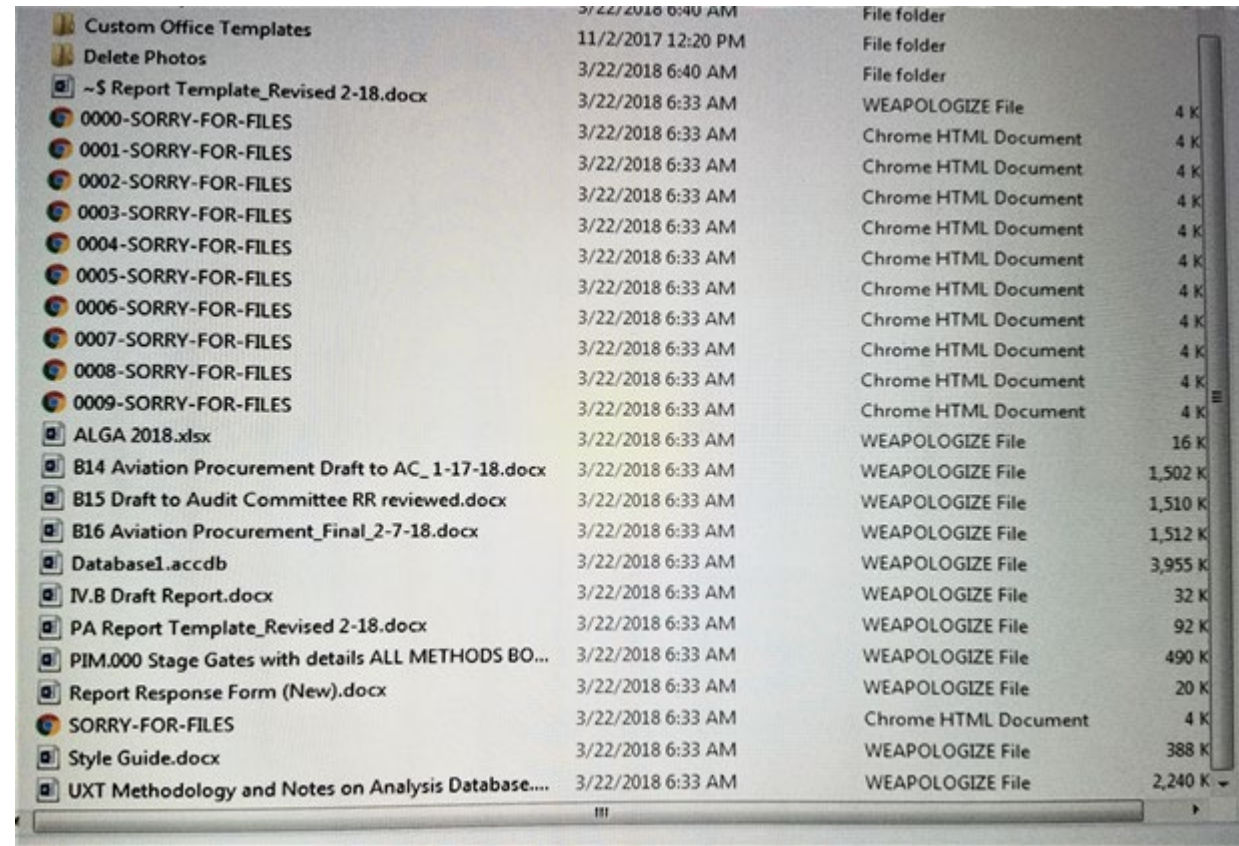 3/22/2018 6:40 AM File folder
Custom Office Templates 11/2/2017 12:20 PM File folder
Delete Photos 3/22/2018 6:40 AM File folder
~$ Report Template_Revised 2-18.docx 3/22/2018 6:33 AM WEAPOLOGIZE File 4 K
0000-SORRY-FOR-FILES 3/22/2018 6:33 AM Chrome HTML Document 4 K
0001-SORRY-FOR-FILES 3/22/2018 6:33 AM Chrome HTML Document 4 K
0002-SORRY-FOR-FILES 3/22/2018 6:33 AM Chrome HTML Document 4 K
0003-SORRY-FOR-FILES 3/22/2018 6:33 AM Chrome HTML Document 4 K
0004-SORRY-FOR-FILES 3/22/2018 6:33 AM Chrome HTML Document 4 K
0005-SORRY-FOR-FILES 3/22/2018 6:33 AM Chrome HTML Document 4 K
0006-SORRY-FOR-FILES 3/22/2018 6:33 AM Chrome HTML Document 4 K
0007-SORRY-FOR-FILES 3/22/2018 6:33 AM Chrome HTML Document 4 K
0008-SORRY-FOR-FILES 3/22/2018 6:33 AM Chrome HTML Document 4 K
0009-SORRY-FOR-FILES 3/22/2018 6:33 AM Chrome HTML Document 4 K
ALGA 2018.xlsx 3/22/2018 6:33 AM WEAPOLOGIZE File 16 K
B14 Aviation Procurement Draft to AC_1-17-18.docx 3/22/2018 6:33 AM WEAPOLOGIZE File 1,502 K
B15 Draft to Audit Committee RR reviewed.docx 3/22/2018 6:33 AM WEAPOLOGIZE File 1,510 K
B16 Aviation Procurement_Final_2-7-18.docx 3/22/2018 6:33 AM WEAPOLOGIZE File 1,512 K
Database1.accdb 3/22/2018 6:33 AM WEAPOLOGIZE File 3,955 K
IV.B Draft Report.docx 3/22/2018 6:33 AM WEAPOLOGIZE File 32 K
PA Report Template_Revised 2-18.docx 3/22/2018 6:33 AM WEAPOLOGIZE File 92 K
PIM.000 Stage Gates with details ALL METHODS BO... 3/22/2018 6:33 AM WEAPOLOGIZE File 490 K
Report Response Form (New).docx 3/22/2018 6:33 AM WEAPOLOGIZE File 20 K
SORRY-FOR-FILES 3/22/2018 6:33 AM Chrome HTML Document 4 K
Style Guide.docx 3/22/2018 6:33 AM WEAPOLOGIZE File 388 K
UXT Methodology and Notes on Analysis Database.... 3/22/2018 6:33 AM WEAPOLOGIZE File 2,240 K